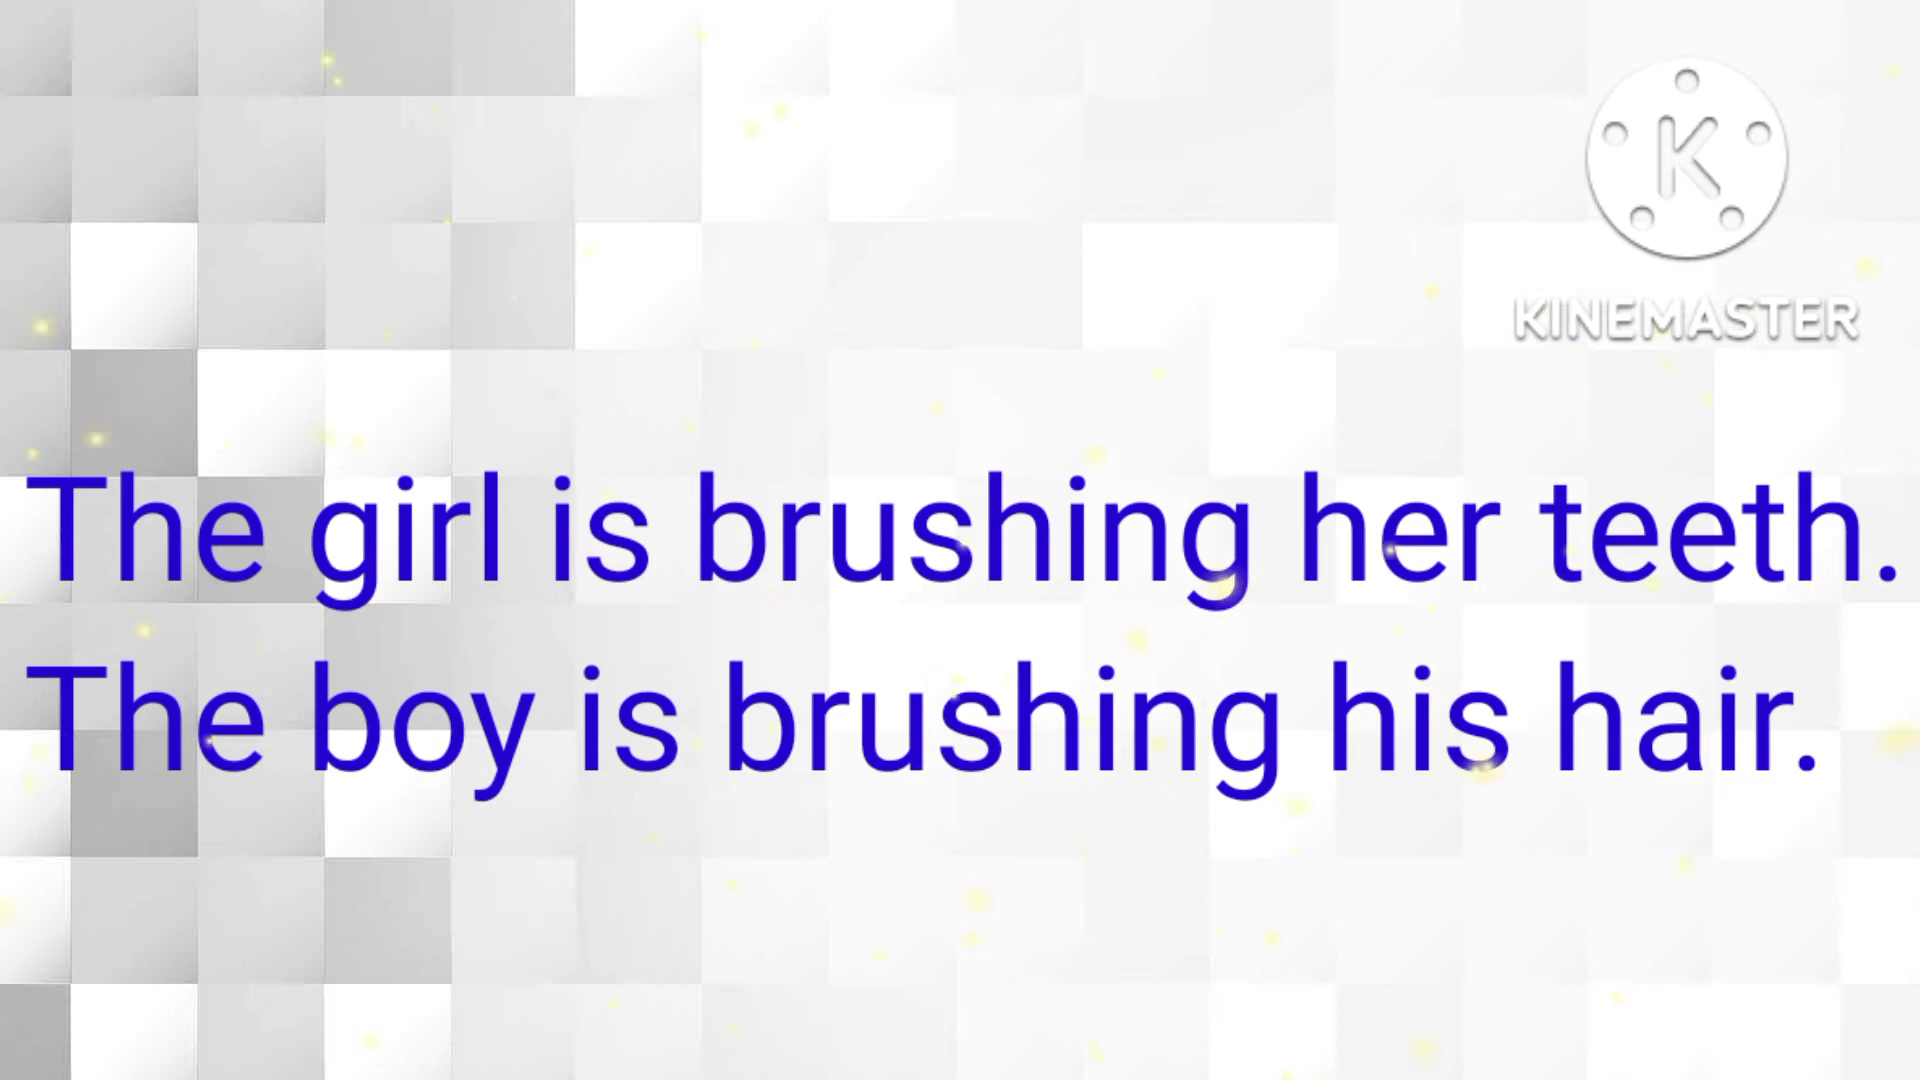 K
KINEMASTER
The girl is brushing her teeth.
The boy is brushing his hair.